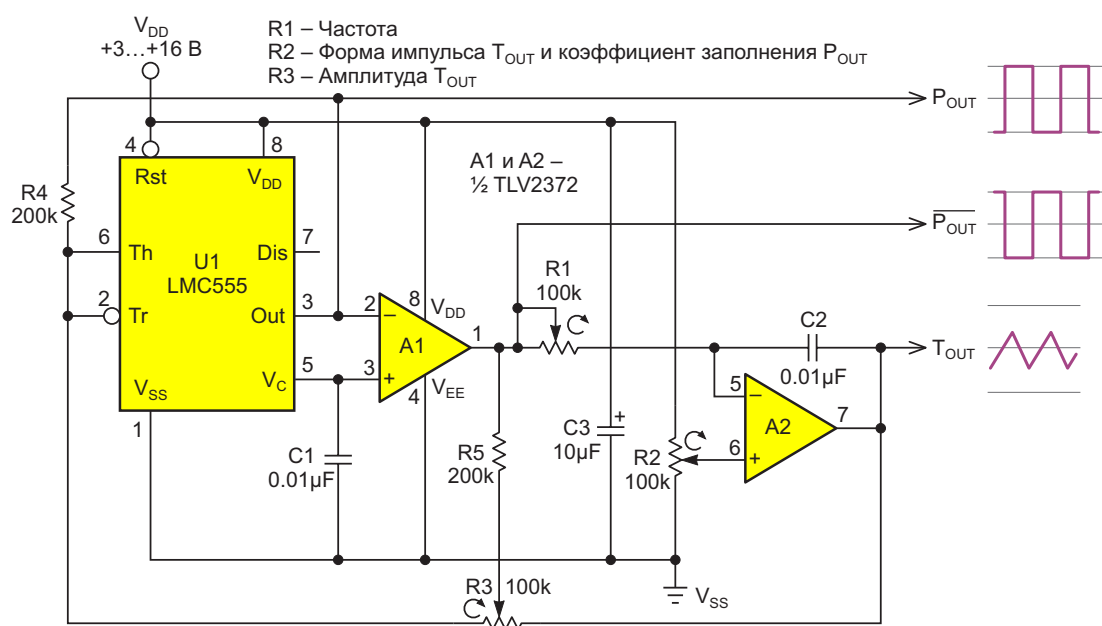 V_DD
+3…+16 В
R1 – Частота
R2 – Форма импульса T_OUT и коэффициент заполнения P_OUT
R3 – Амплитуда T_OUT
P_OUT
4
8
Rst
V_DD
A1 и A2 –
½ TLV2372
R4
200k
6
Th
Dis
7
P_OUT
U1
LMC555
R1
100k
2
Tr
Out
3
2
–
8
V_DD
A1
1
C2
0.01µF
T_OUT
5
V_C
3
+
4
V_EE
V_SS
1
5
–
A2
7
6
+
C1
0.01µF
R5
200k
C3
+
10µF
R2
100k
R3
100k
V_SS